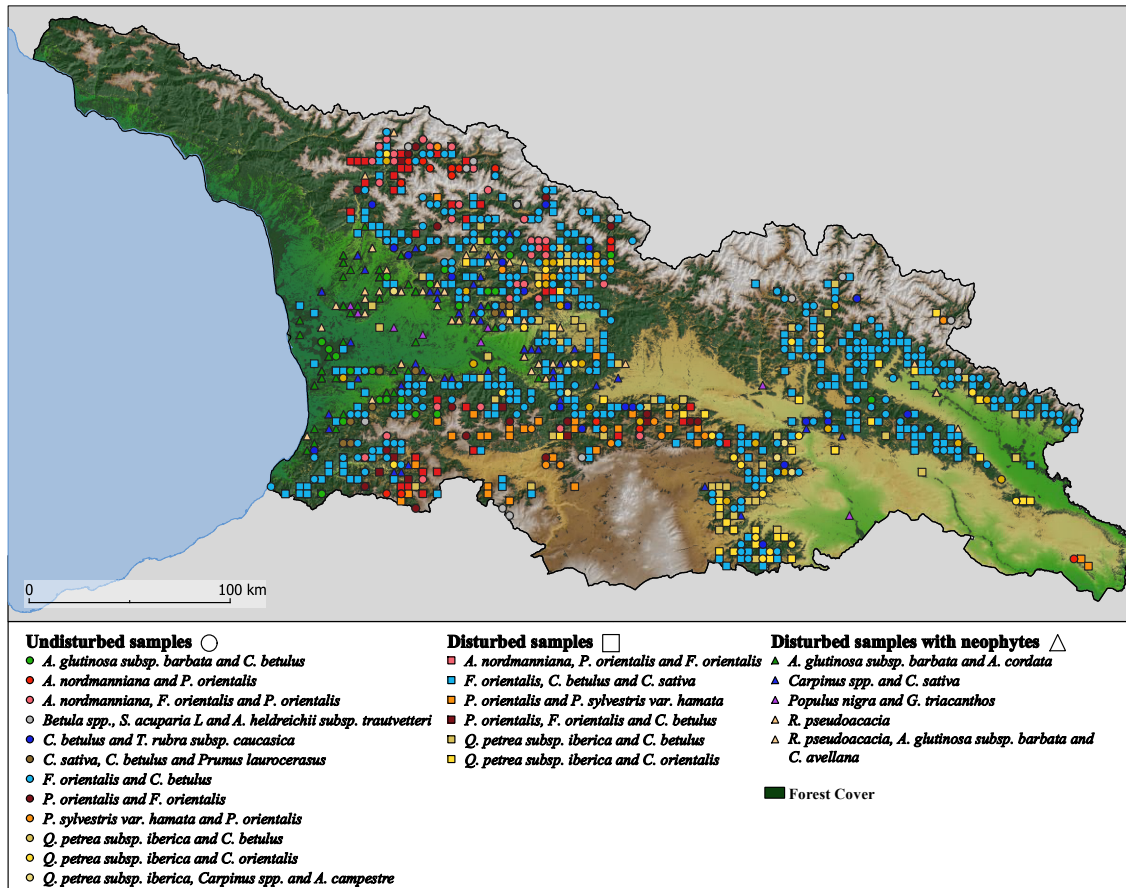 0 100 km
Undisturbed samples
A. glutinosa subsp. barbata and C. betulus
A. nordmanniana and P. orientalis
A. nordmanniana, F. orientalis and P. orientalis
Betula spp., S. acuparia L and A. heldreichii subsp. trautvetteri
C. betulus and T. rubra subsp. caucasica
C. sativa, C. betulus and Prunus laurocerasus
F. orientalis and C. betulus
P. orientalis and F. orientalis
P. sylvestris var. hamata and P. orientalis
Q. petrea subsp. iberica and C. betulus
Q. petrea subsp. iberica and C. orientalis
Q. petrea subsp. iberica, Carpinus spp. and A. campestre
Disturbed samples
A. nordmanniana, P. orientalis and F. orientalis
F. orientalis, C. betulus and C. sativa
P. orientalis and P. sylvestris var. hamata
P. orientalis, F. orientalis and C. betulus
Q. petrea subsp. iberica and C. betulus
Q. petrea subsp. iberica and C. orientalis
Disturbed samples with neophytes
A. glutinosa subsp. barbata and A. cordata
Carpinus spp. and C. sativa
Populus nigra and G. triacanthos
R. pseudoacacia
R. pseudoacacia, A. glutinosa subsp. barbata and
C. avellana
Forest Cover